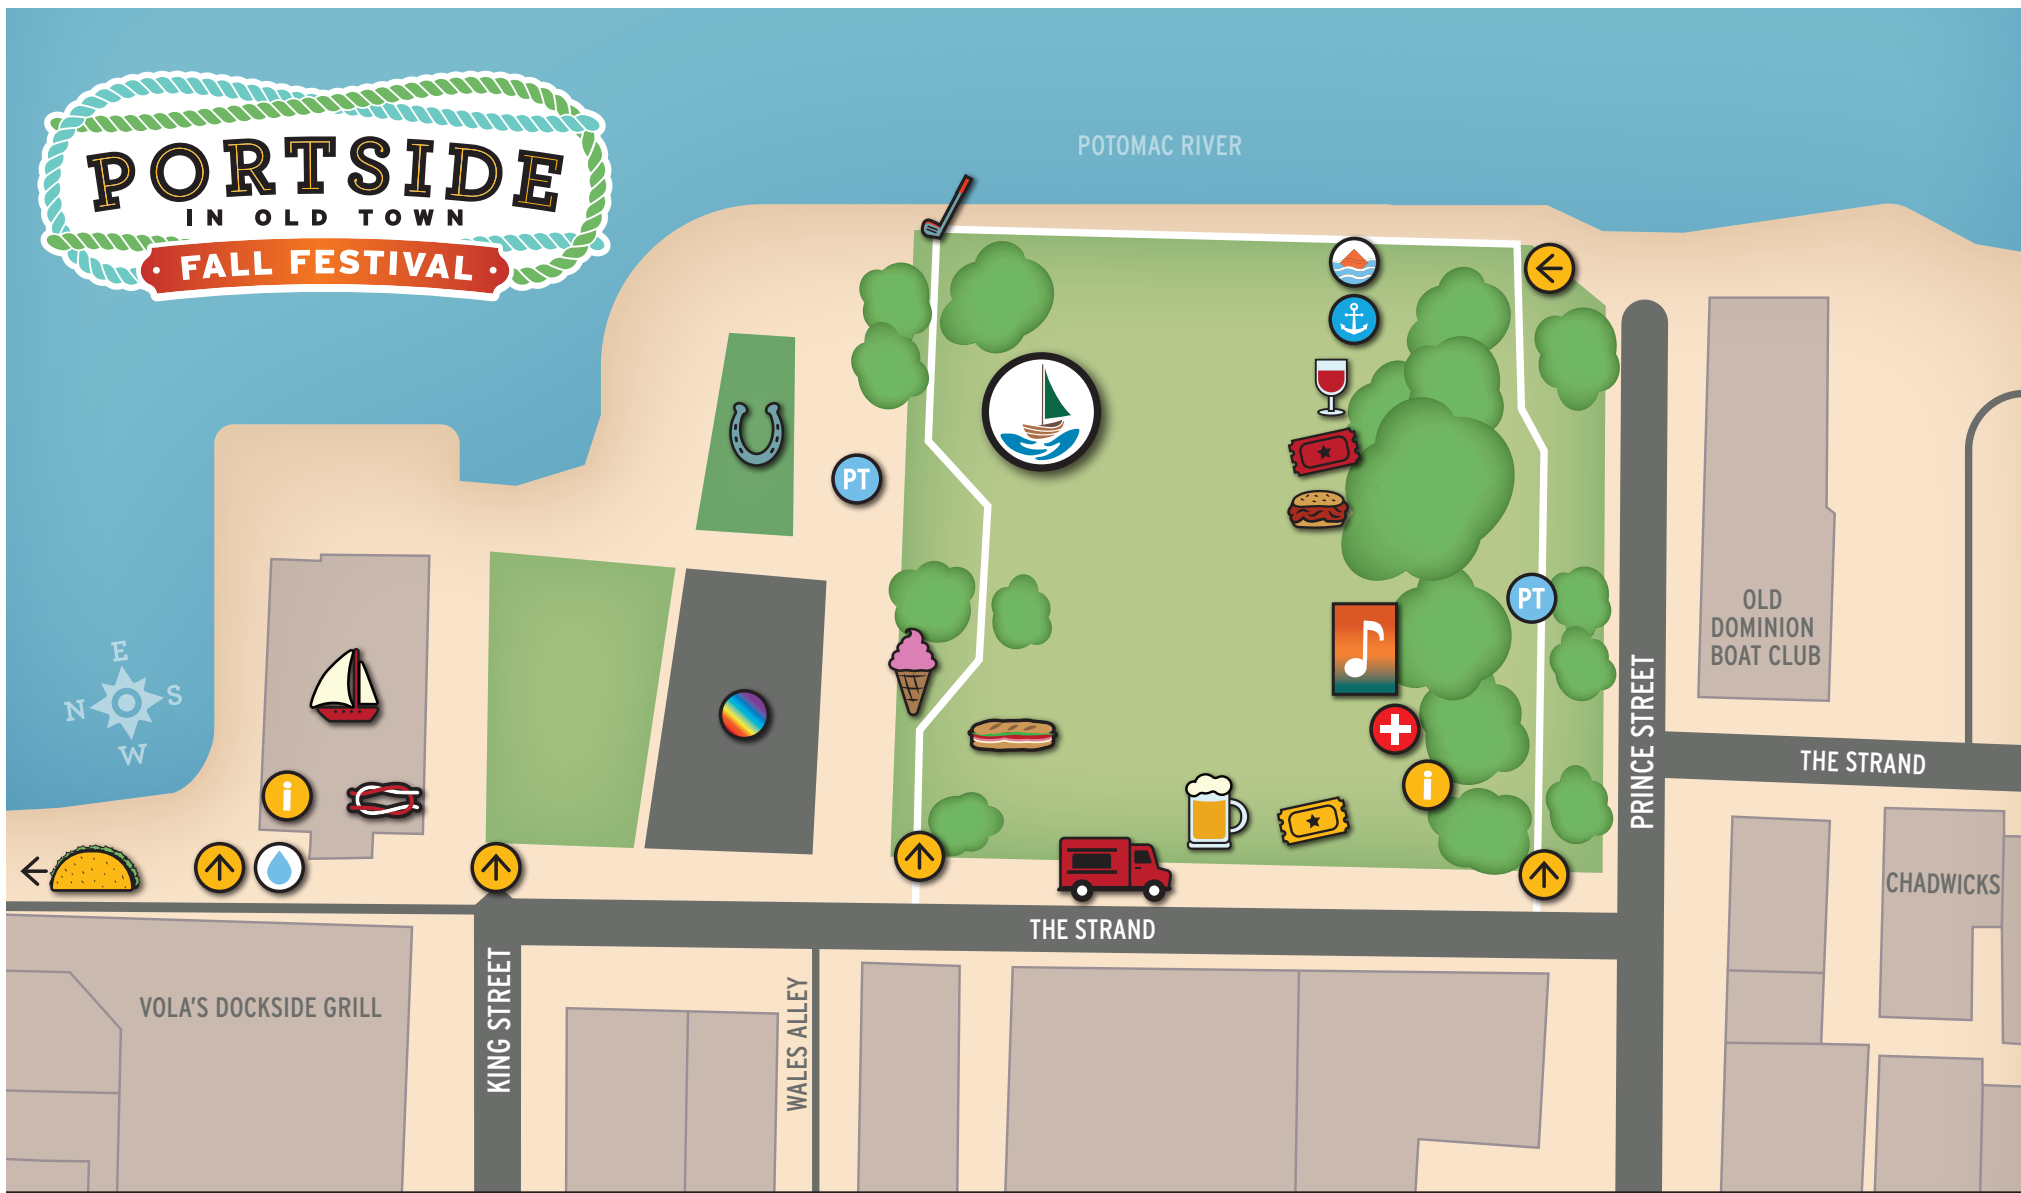 PORTSIDE
IN OLD TOWN
FALL FESTIVAL
POTOMAC RIVER
PT
PT
E
N
S
W
i
i
OLD
DOMINION
BOAT CLUB
PRINCE STREET
THE STRAND
CHADWICKS
THE STRAND
KING STREET
WALES ALLEY
VOLA'S DOCKSIDE GRILL